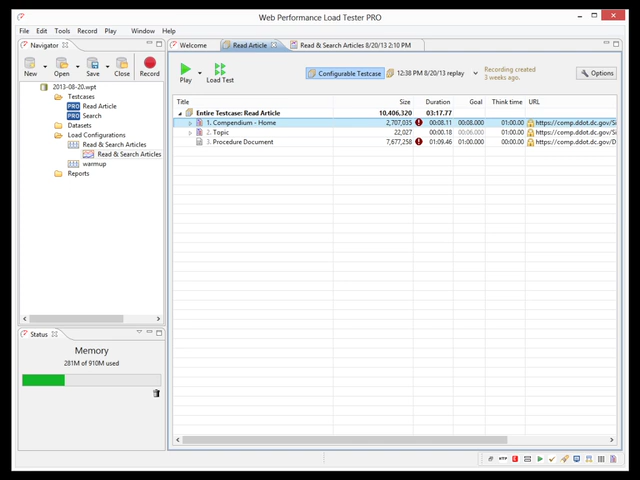 Web Performance Load Tester PRO
File Edit Tools Record Play Window Help
Navigator
New Open Save Close Record
2013-08-20.wpt
Testcases
PRO Read Article
PRO Search
Datasets
Load Configurations
Read & Search Articles
Read & Search Articles
warmup
Reports
Status
Memory
281M of 910M used
Welcome Read Article Read & Search Articles 8/20/13 2:10 PM
Play Load Test Configurable Testcase 12:38 PM 8/20/13 replay Recording created 3 weeks ago. Options
Title Size Duration Goal Think time URL
Entire Testcase: Read Article 10,406,320 03:17.77
1. Compendium - Home 2,707,035 00:08.11 00:08.000 01:00.00 https://comp.ddot.dc.gov/Si
2. Topic 22,027 00:00.18 00:06.000 01:00.00 https://comp.ddot.dc.gov/Si
3. Procedure Document 7,677,258 01:09.46 01:00.000 00:00.00 https://comp.ddot.dc.gov/D